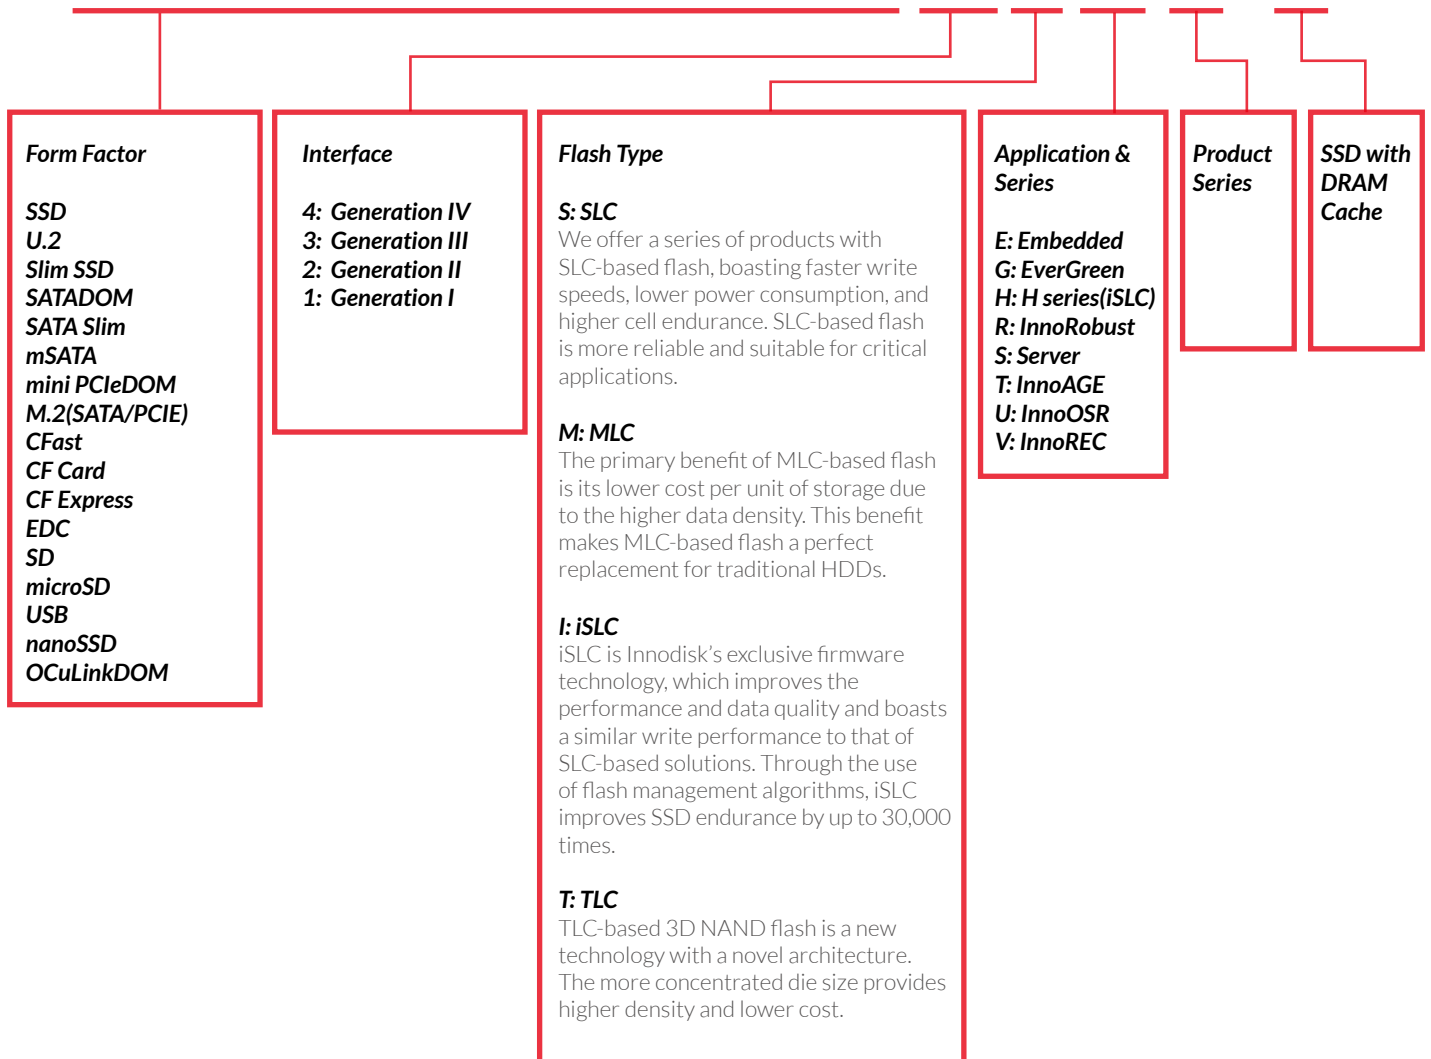 Form Factor
SSD
U.2
Slim SSD
SATADOM
SATA Slim
mSATA
mini PCIeDOM
M.2(SATA/PCIE)
CFast
CF Card
CF Express
EDC
SD
microSD
USB
nanoSSD
OCuLinkDOM
Interface
4: Generation IV
3: Generation III
2: Generation II
1: Generation I
Flash Type
S: SLC
We offer a series of products with
SLC-based flash, boasting faster write
speeds, lower power consumption, and
higher cell endurance. SLC-based flash
is more reliable and suitable for critical
applications.
M: MLC
The primary benefit of MLC-based flash
is its lower cost per unit of storage due
to the higher data density. This benefit
makes MLC-based flash a perfect
replacement for traditional HDDs.
I: iSLC
iSLC is Innodisk’s exclusive firmware
technology, which improves the
performance and data quality and boasts
a similar write performance to that of
SLC-based solutions. Through the use
of flash management algorithms, iSLC
improves SSD endurance by up to 30,000
times.
T: TLC
TLC-based 3D NAND flash is a new
technology with a novel architecture.
The more concentrated die size provides
higher density and lower cost.
Application &
Series
E: Embedded
G: EverGreen
H: H series(iSLC)
R: InnoRobust
S: Server
T: InnoAGE
U: InnoOSR
V: InnoREC
Product
Series
SSD with
DRAM
Cache